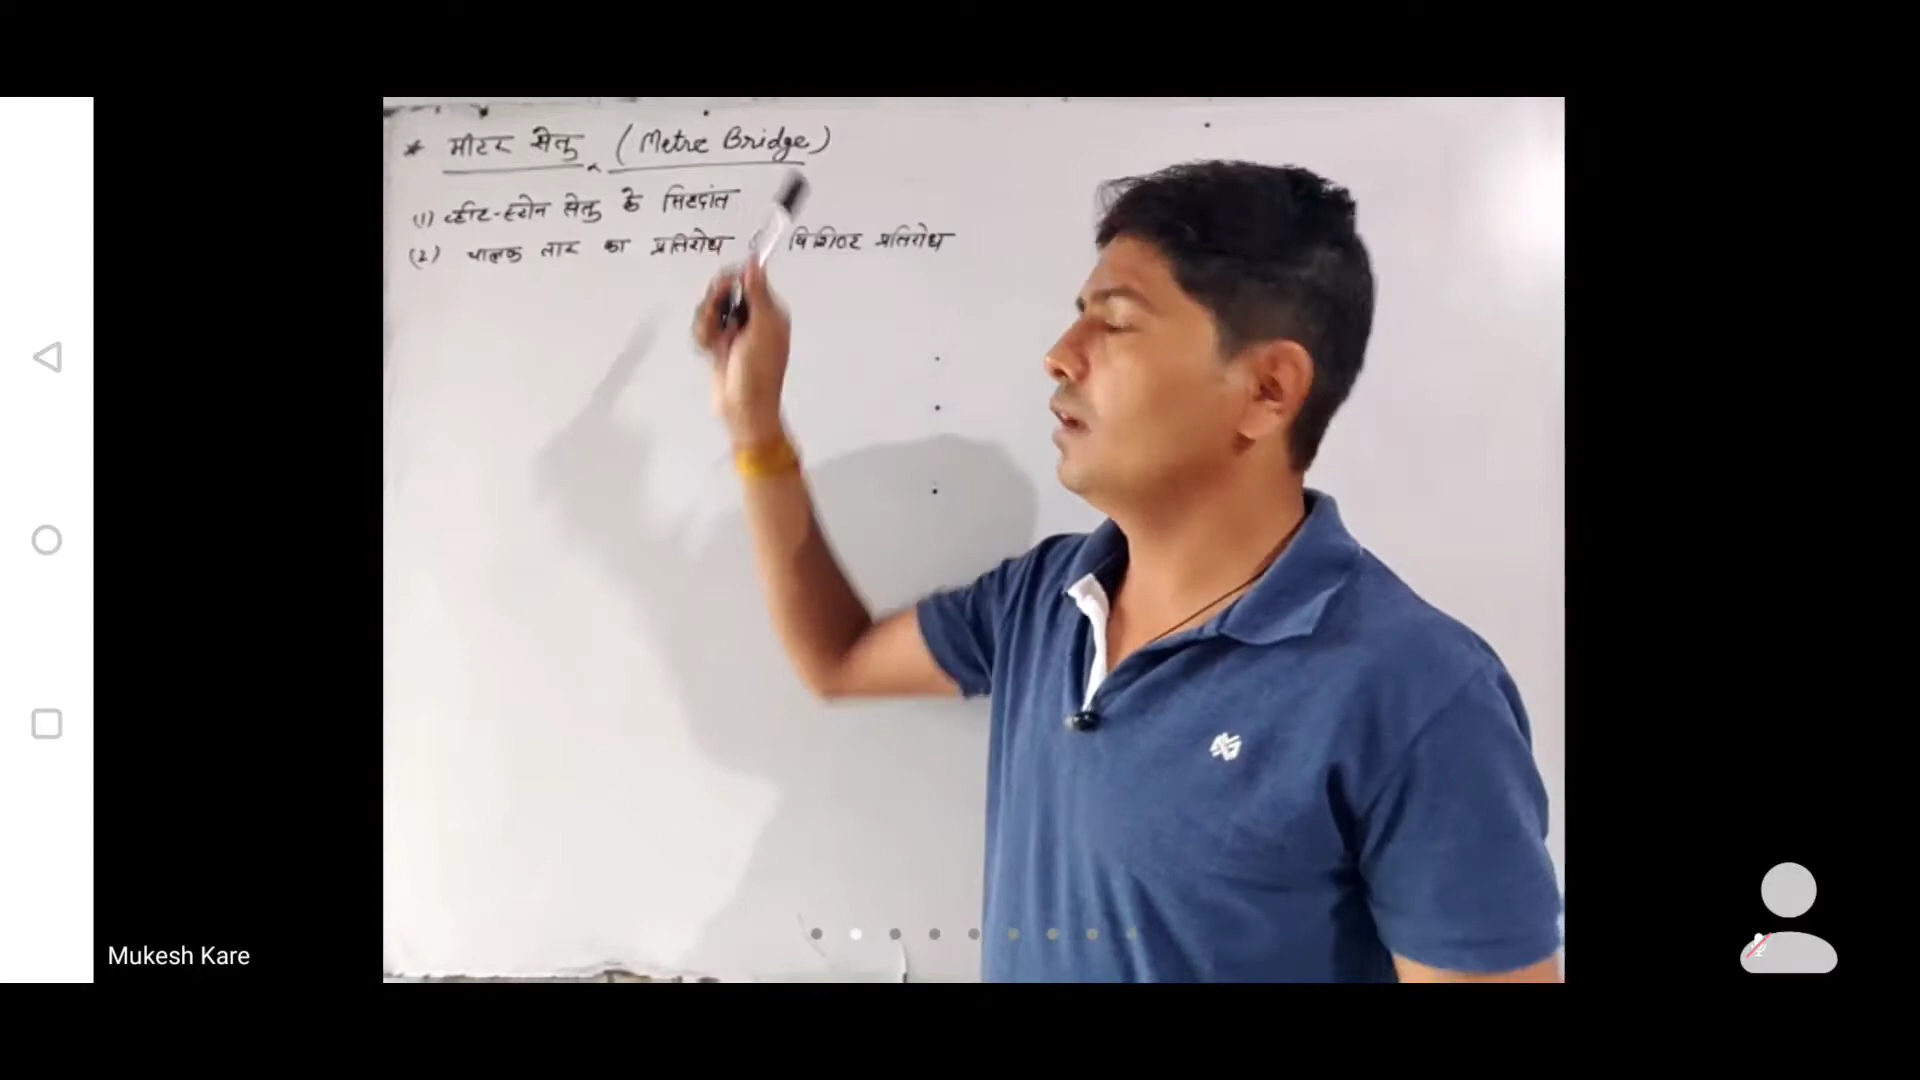 * मीटर सेतु (Metre Bridge)
(1) व्हीट-स्टोन सेतु के सिद्धांत
(2) चालक तार का प्रतिरोध विशिष्ट प्रतिरोध
Mukesh Kare